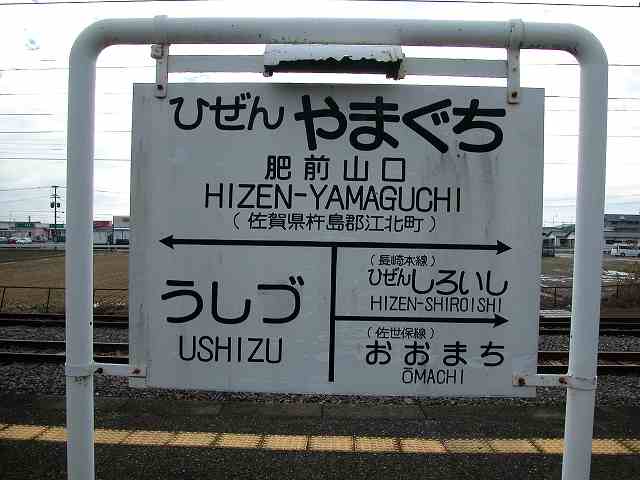 ひぜん やまぐち
肥前山口
HIZEN-YAMAGUCHI
(佐賀県杵島郡江北町)
うしづ
USHIZU
(長崎本線)
ひぜんしろいし
HIZEN-SHIROISHI
(佐世保線)
おおまち
ŌMACHI